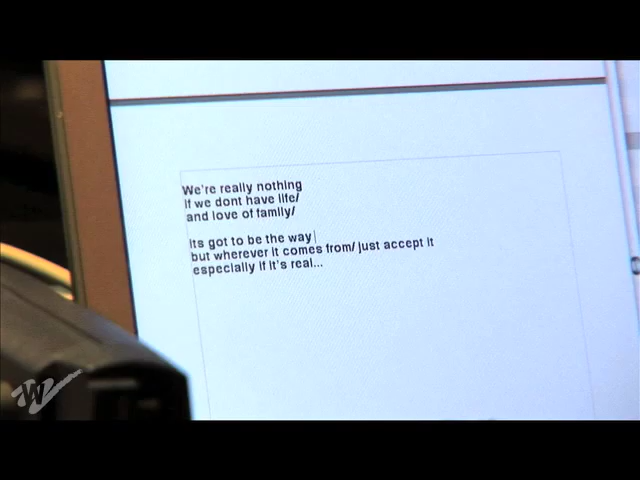 We're really nothing
if we dont have life/
and love of family/
its got to be the way
but wherever it comes from/ just accept it
especially if it's real...
W